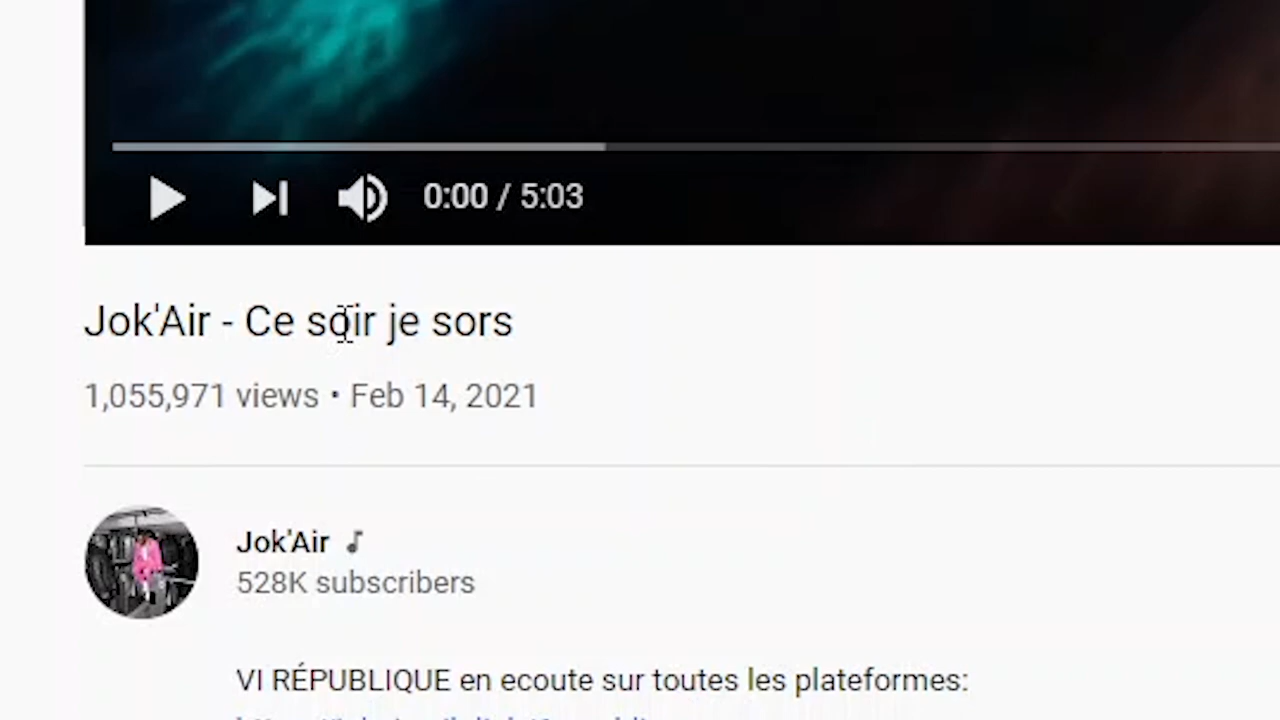 0:00 / 5:03
Jok'Air - Ce soir je sors
1,055,971 views • Feb 14, 2021
Jok'Air
528K subscribers
VI RÉPUBLIQUE en ecoute sur toutes les plateformes: